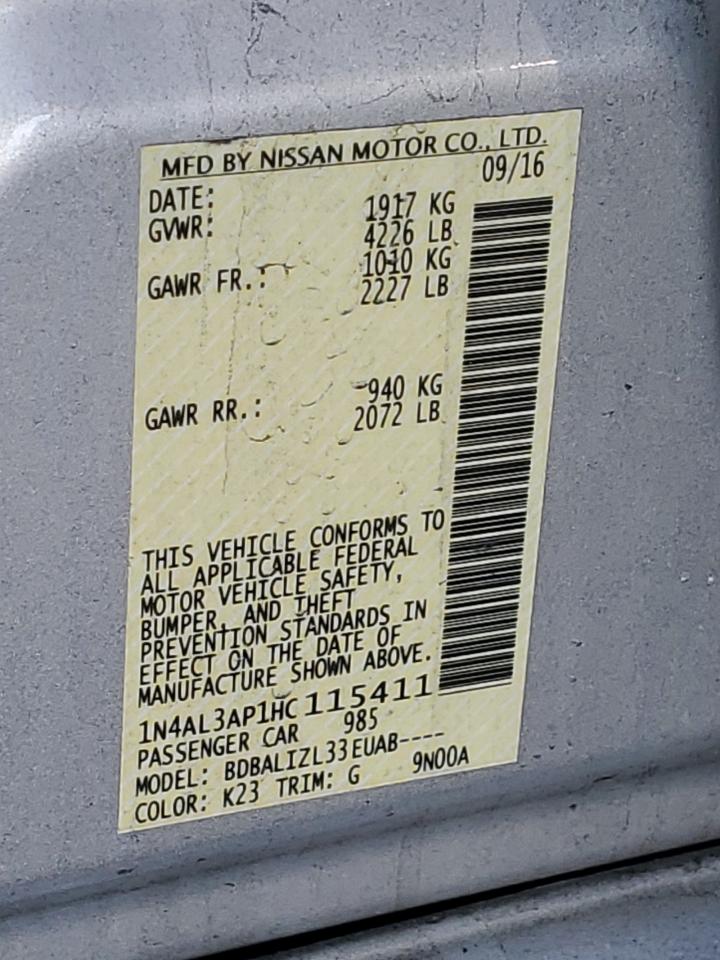 MFD BY NISSAN MOTOR CO., LTD.
DATE: 09/16
GVWR: 1917 KG
4226 LB
GAWR FR.: 1010 KG
2227 LB
GAWR RR.: 940 KG
2072 LB
THIS VEHICLE CONFORMS TO
ALL APPLICABLE FEDERAL
MOTOR VEHICLE SAFETY,
BUMPER, AND THEFT
PREVENTION STANDARDS IN
EFFECT ON THE DATE OF
MANUFACTURE SHOWN ABOVE.
1N4AL3AP1HC115411
PASSENGER CAR 985
MODEL: BDBALIZL33EUAB----
COLOR: K23 TRIM: G 9N00A